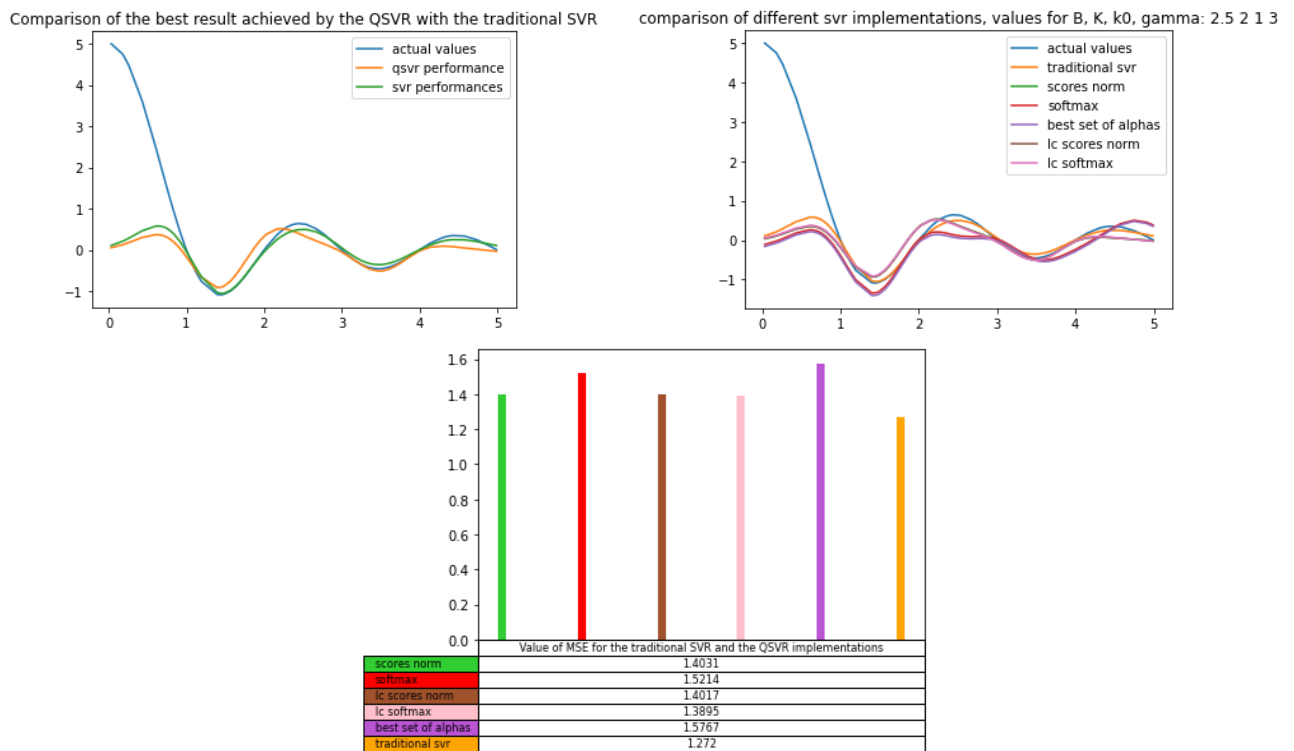 Comparison of the best result achieved by the QSVR with the traditional SVR
5
4
3
2
1
0
−1
0 1 2 3 4 5
actual values
qsvr performance
svr performances
comparison of different svr implementations, values for B, K, k0, gamma: 2.5 2 1 3
5
4
3
2
1
0
−1
0 1 2 3 4 5
actual values
traditional svr
scores norm
softmax
best set of alphas
lc scores norm
lc softmax
1.6
1.4
1.2
1.0
0.8
0.6
0.4
0.2
0.0
Value of MSE for the traditional SVR and the QSVR implementations
scores norm 1.4031
softmax 1.5214
lc scores norm 1.4017
lc softmax 1.3895
best set of alphas 1.5767
traditional svr 1.272